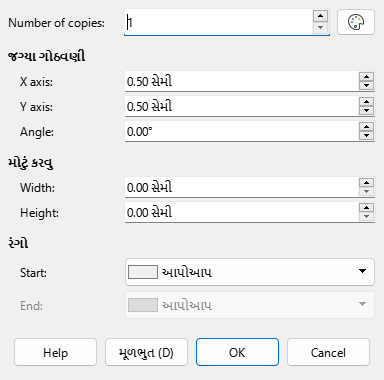 Number of copies: 1
જગ્યા ગોઠવણી
X axis: 0.50 સેમી
Y axis: 0.50 સેમી
Angle: 0.00°
મોટું કરવુ
Width: 0.00 સેમી
Height: 0.00 સેમી
રંગો
Start: આપોઆપ
End: આપોઆપ
Help મૂળભુત (D) OK Cancel